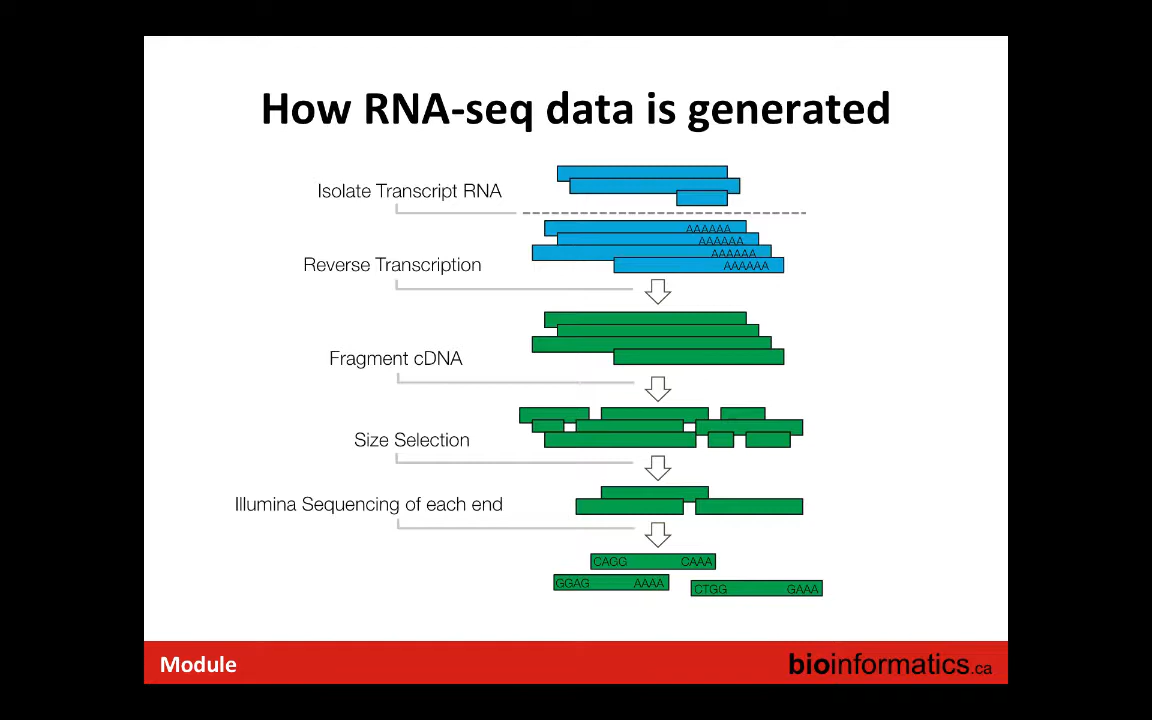 How RNA-seq data is generated
Isolate Transcript RNA
AAAAAA
AAAAAA
AAAAAA
Reverse Transcription
AAAAAA
Fragment cDNA
Size Selection
Illumina Sequencing of each end
CAGG CAAA
GGAG AAAA
CTGG GAAA
Module
bioinformatics.ca